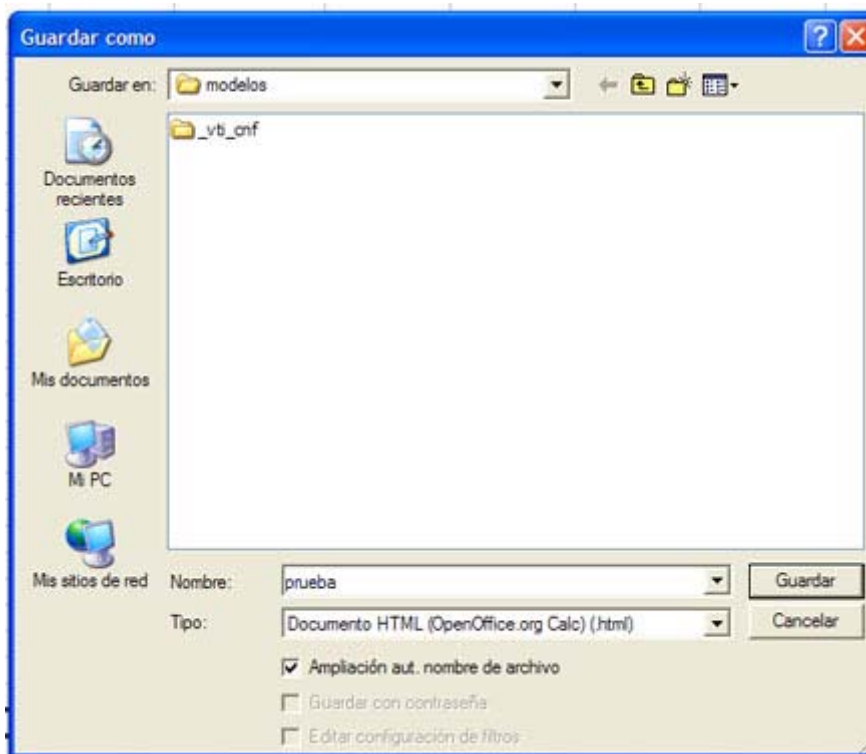 Guardar como
Guardar en:
modelos
_vti_cnf
Documentos
recientes
Escritorio
Mis documentos
Mi PC
Mis sitios de red
Nombre:
prueba
Guardar
Tipo:
Documento HTML (OpenOffice.org Calc) (.html)
Cancelar
Ampliación aut. nombre de archivo
Guardar con contraseña
Editar configuración de filtros